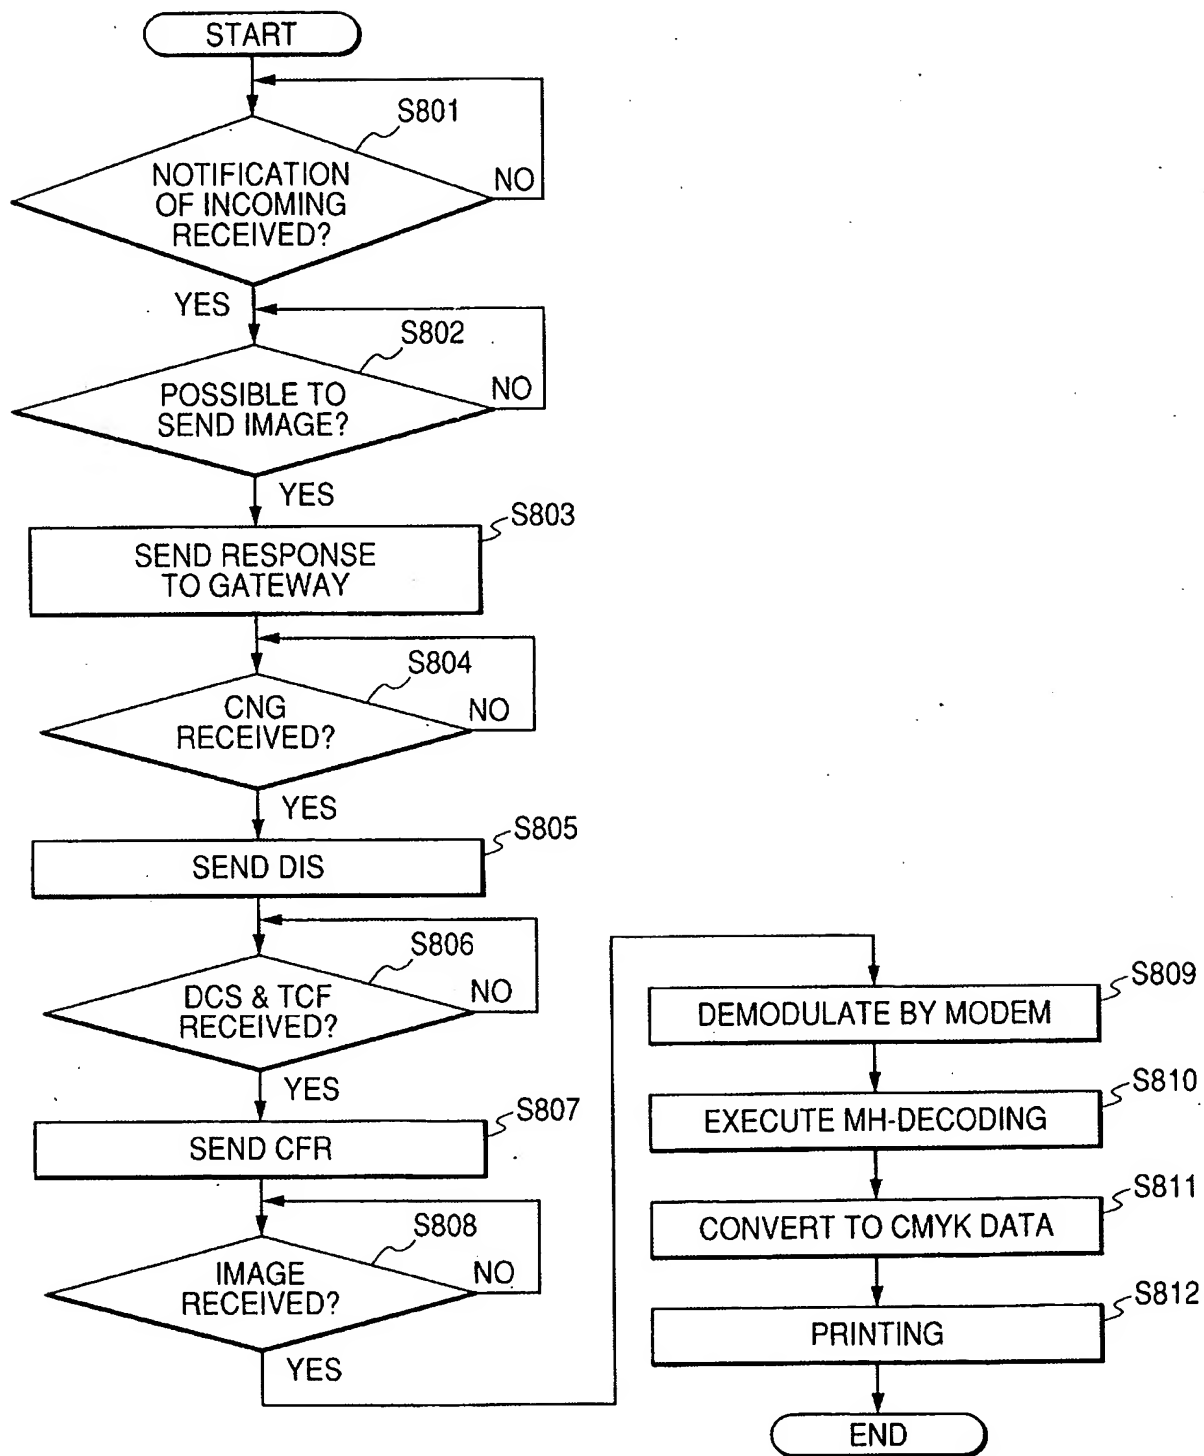 START
S801
NOTIFICATION
OF INCOMING
RECEIVED?
NO
YES
S802
POSSIBLE TO
SEND IMAGE?
NO
YES
S803
SEND RESPONSE
TO GATEWAY
S804
CNG
RECEIVED?
NO
YES
S805
SEND DIS
S806
DCS & TCF
RECEIVED?
NO
YES
S807
SEND CFR
S808
IMAGE
RECEIVED?
NO
YES
S809
DEMODULATE BY MODEM
S810
EXECUTE MH-DECODING
S811
CONVERT TO CMYK DATA
S812
PRINTING
END